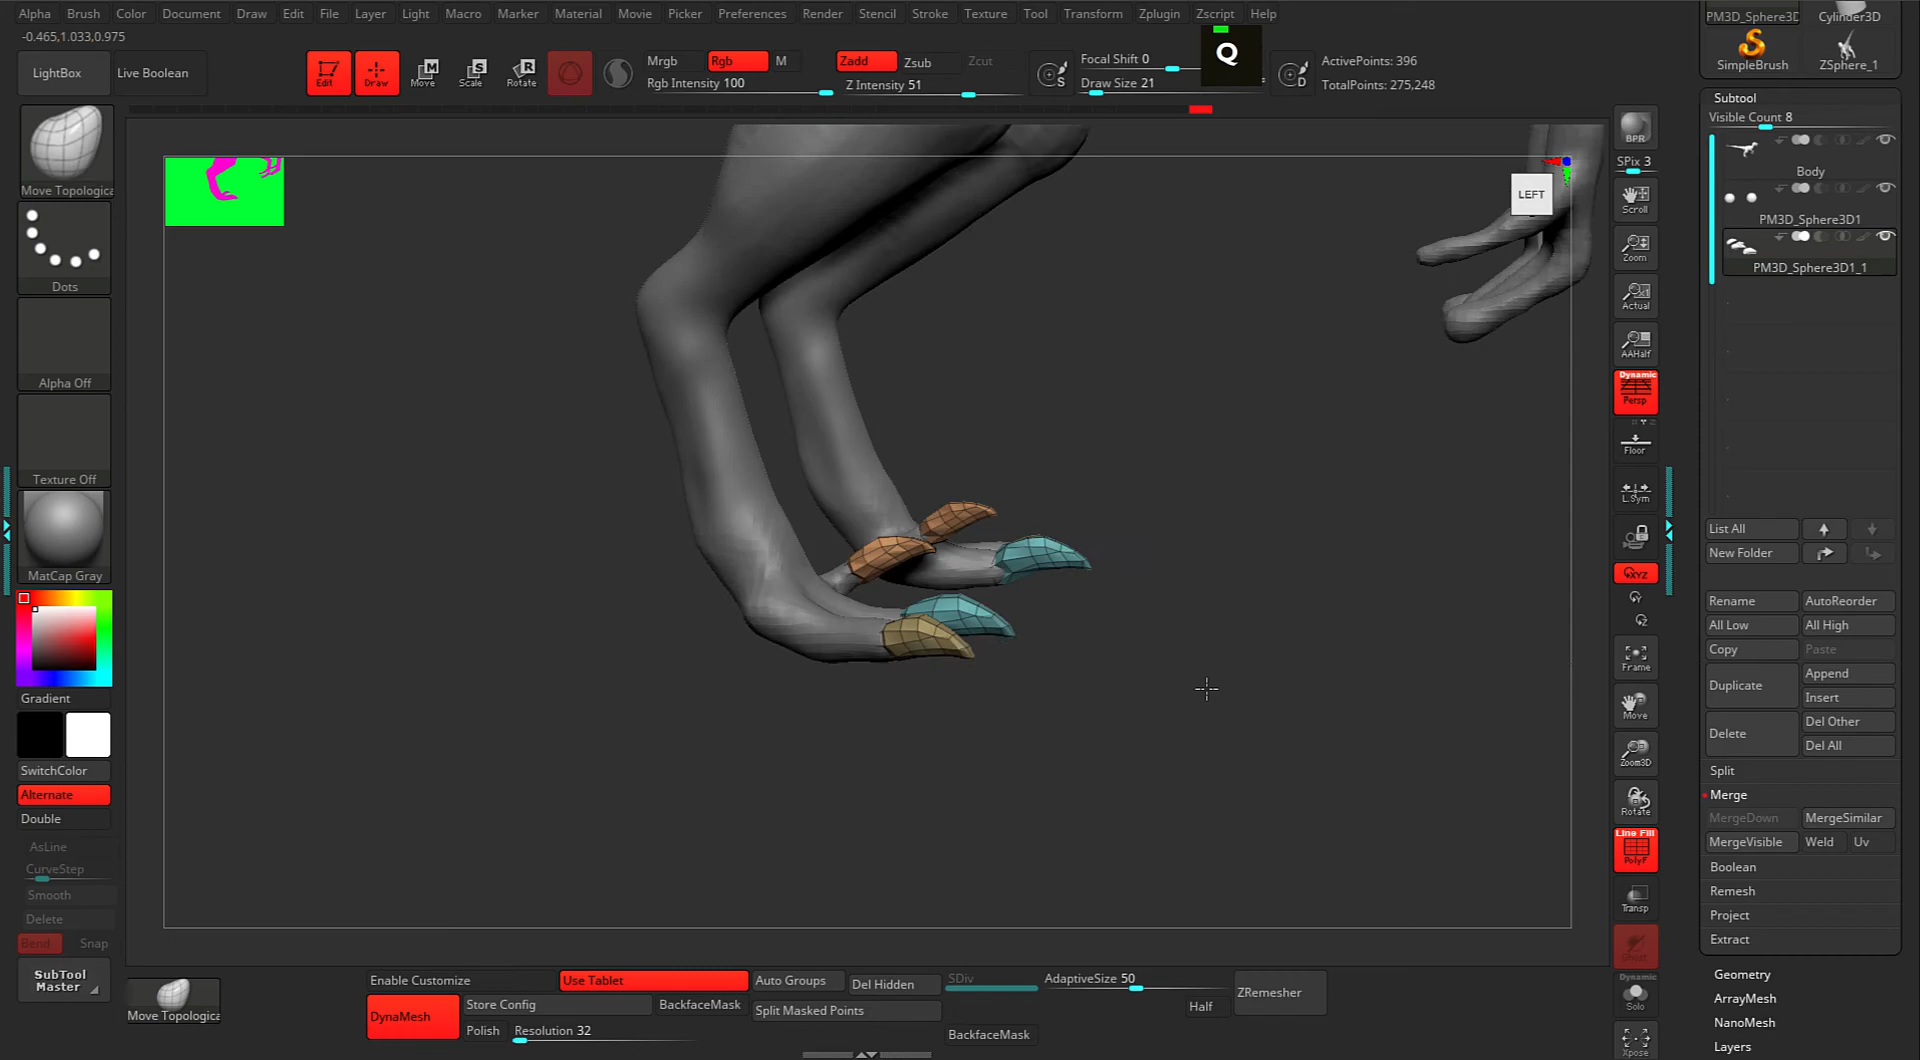 Alpha Brush Color Document Draw Edit File Layer Light Macro Marker Material Movie Picker Preferences Render Stencil Stroke Texture Tool Transform Zplugin Zscript Help
-0.465,1.033,0.975
LightBox
Live Boolean
Edit
Draw
Move
Scale
Rotate
Mrgb
Rgb
M
Rgb Intensity 100
Zadd
Zsub
Zcut
Z Intensity 51
S
Focal Shift 0
Draw Size 21
Q
D
ActivePoints: 396
TotalPoints: 275,248
PM3D_Sphere3D
Cylinder3D
SimpleBrush
ZSphere_1
Subtool
Visible Count 8
Body
PM3D_Sphere3D1
PM3D_Sphere3D1_1
List All
New Folder
Rename
AutoReorder
All Low
All High
Copy
Paste
Duplicate
Append
Insert
Delete
Del Other
Del All
Split
Merge
MergeDown
MergeSimilar
MergeVisible
Weld
Uv
Boolean
Remesh
Project
Extract
Geometry
ArrayMesh
NanoMesh
Layers
BPR
SPix 3
Scroll
Zoom
Actual
AAHalf
Dynamic
Persp
Floor
L.Sym
XYZ
Y
Z
Frame
Move
Zoom3D
Rotate
Line Fill
PolyF
Transp
Ghost
Dynamic
Solo
Xpose
LEFT
Move Topologica
Dots
Alpha Off
Texture Off
MatCap Gray
Gradient
SwitchColor
Alternate
Double
AsLine
CurveStep
Smooth
Delete
Bend
Snap
SubTool
Master
Move Topologica
Enable Customize
Use Tablet
Auto Groups
Del Hidden
SDiv
AdaptiveSize 50
ZRemesher
Half
DynaMesh
Store Config
BackfaceMask
Split Masked Points
Polish
Resolution 32
BackfaceMask